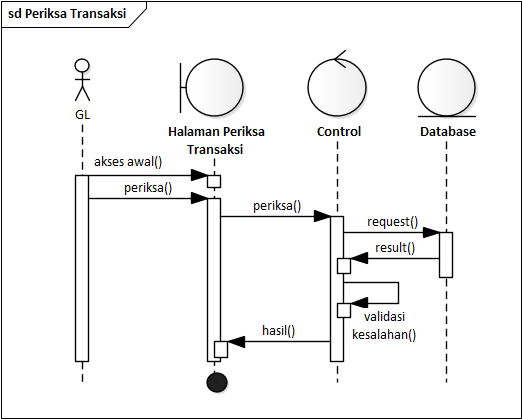 sd Periksa Transaksi
GL
Halaman Periksa
Transaksi
Control
Database
akses awal()
periksa()
periksa()
request()
result()
validasi
kesalahan()
hasil()